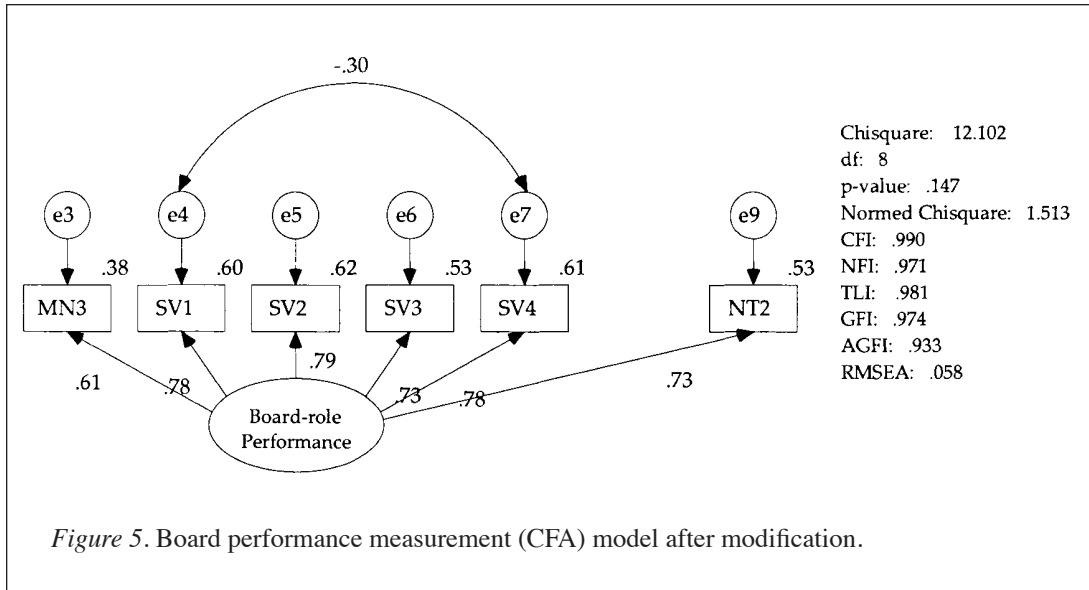 -.30
e3 e4 e5 e6 e7 e9
.38 .60 .62 .53 .61 .53
MN3 SV1 SV2 SV3 SV4 NT2
.61 .78 .79 .73 .78 .73
Board-role
Performance
Chisquare: 12.102
df: 8
p-value: .147
Normed Chisquare: 1.513
CFI: .990
NFI: .971
TLI: .981
GFI: .974
AGFI: .933
RMSEA: .058
Figure 5. Board performance measurement (CFA) model after modification.